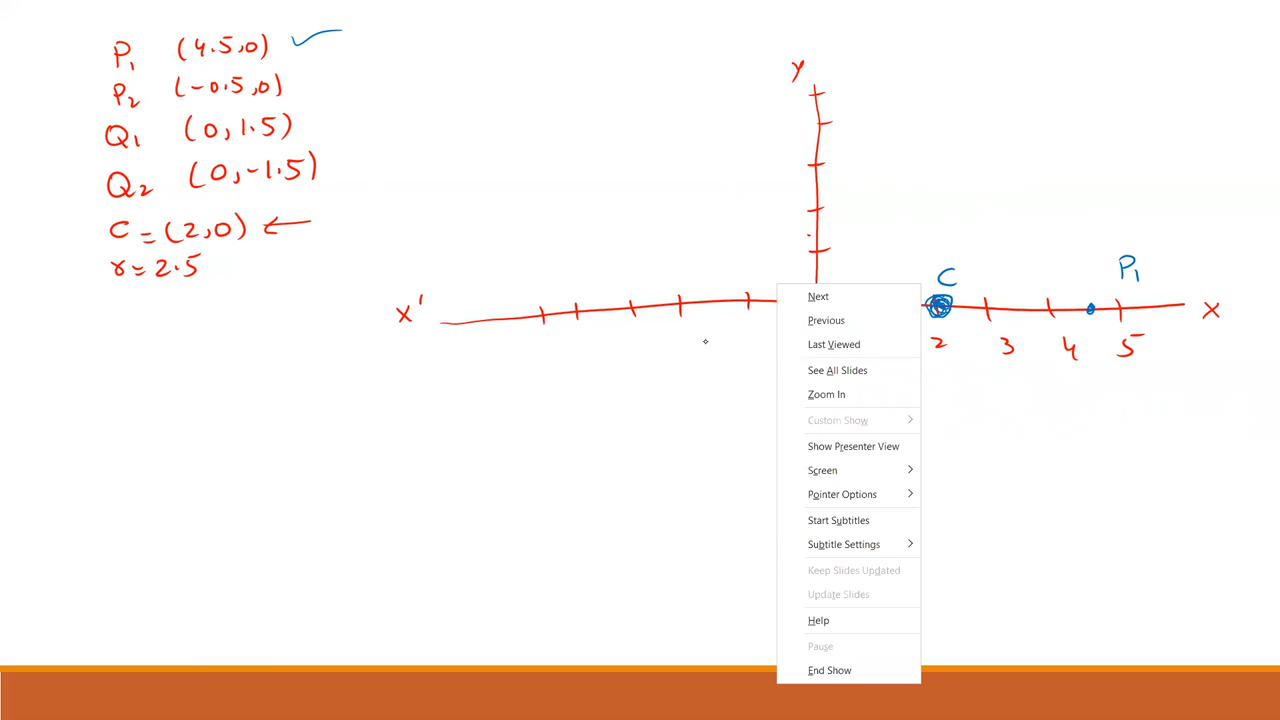 P1 (4.5,0)
P2 (-0.5,0)
Q1 (0,1.5)
Q2 (0,-1.5)
C = (2,0) ←
r = 2.5
Y
X'
C
P1
X
2 3 4 5
Next
Previous
Last Viewed
See All Slides
Zoom In
Custom Show
Show Presenter View
Screen
Pointer Options
Start Subtitles
Subtitle Settings
Keep Slides Updated
Update Slides
Help
Pause
End Show